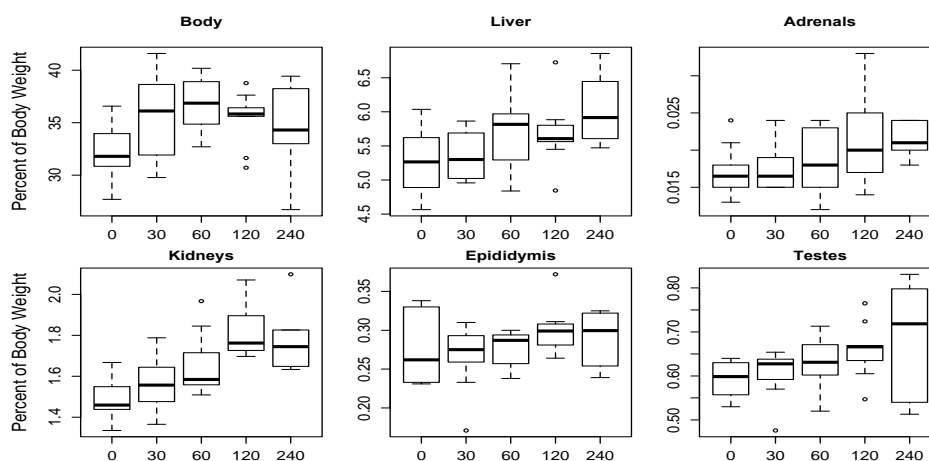 Body
Liver
Adrenals
Percent of Body Weight
40
35
30
0 30 60 120 240
6.5
6.0
5.5
5.0
4.5
0 30 60 120 240
0.025
0.015
0 30 60 120 240
Kidneys
Epididymis
Testes
Percent of Body Weight
2.0
1.8
1.6
1.4
0 30 60 120 240
0.35
0.30
0.25
0.20
0 30 60 120 240
0.80
0.70
0.60
0.50
0 30 60 120 240